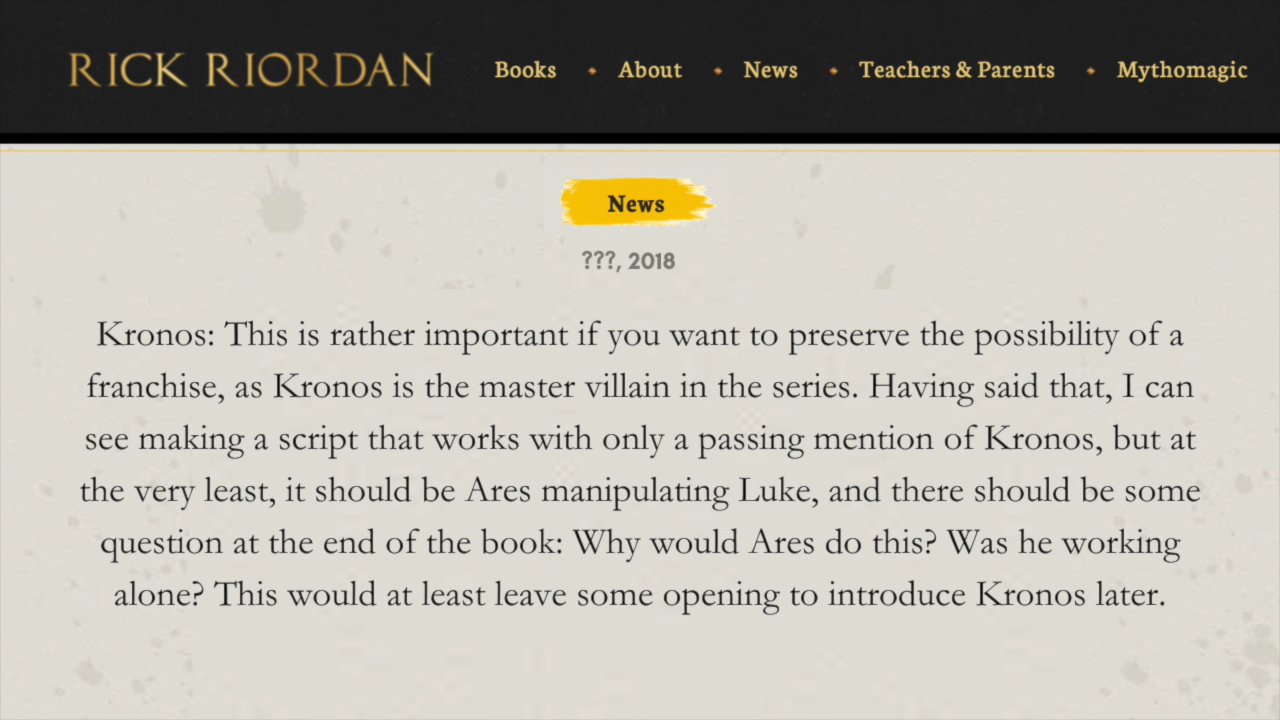 RICK RIORDAN
Books
About
News
Teachers & Parents
Mythomagic
News
???, 2018
Kronos: This is rather important if you want to preserve the possibility of a
franchise, as Kronos is the master villain in the series. Having said that, I can
see making a script that works with only a passing mention of Kronos, but at
the very least, it should be Ares manipulating Luke, and there should be some
question at the end of the book: Why would Ares do this? Was he working
alone? This would at least leave some opening to introduce Kronos later.